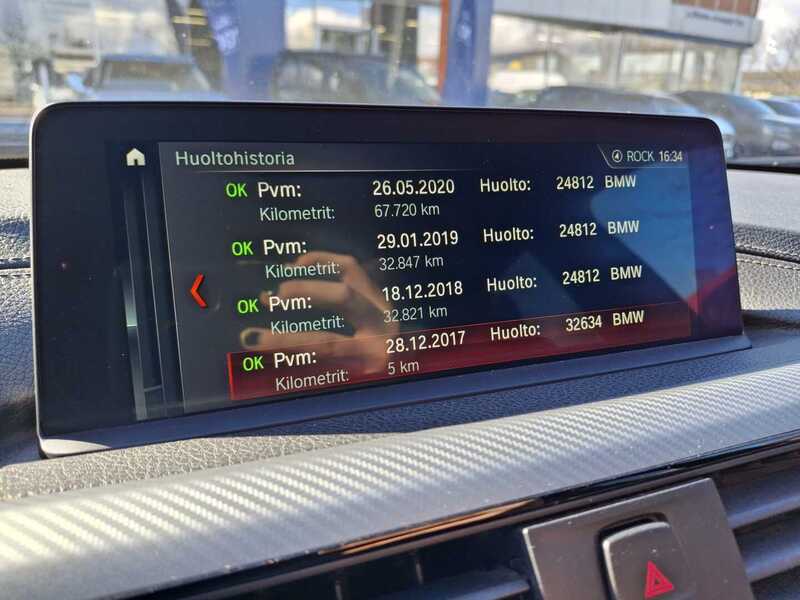 Huoltohistoria ROCK 16:34
OK Pvm: 26.05.2020 Huolto: 24812 BMW
Kilometrit: 67.720 km
OK Pvm: 29.01.2019 Huolto: 24812 BMW
Kilometrit: 32.847 km
OK Pvm: 18.12.2018 Huolto: 24812 BMW
Kilometrit: 32.821 km
OK Pvm: 28.12.2017 Huolto: 32634 BMW
Kilometrit: 5 km